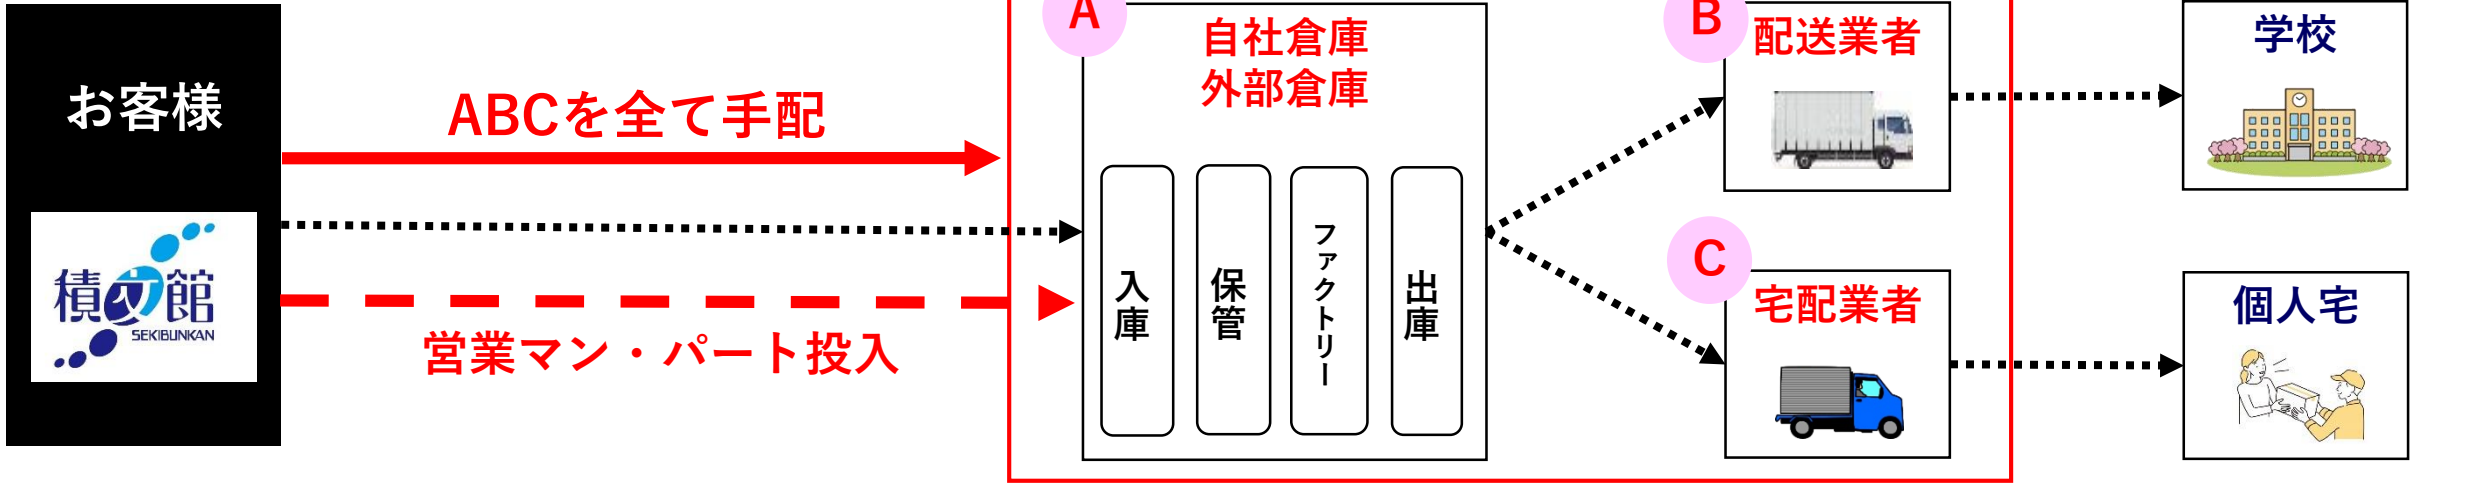 お客様
積文館
SEKIBUNKAN
ABCを全て手配
営業マン・パート投入
A
自社倉庫
外部倉庫
入庫
保管
ファクトリー
出庫
B
配送業者
C
宅配業者
学校
個人宅